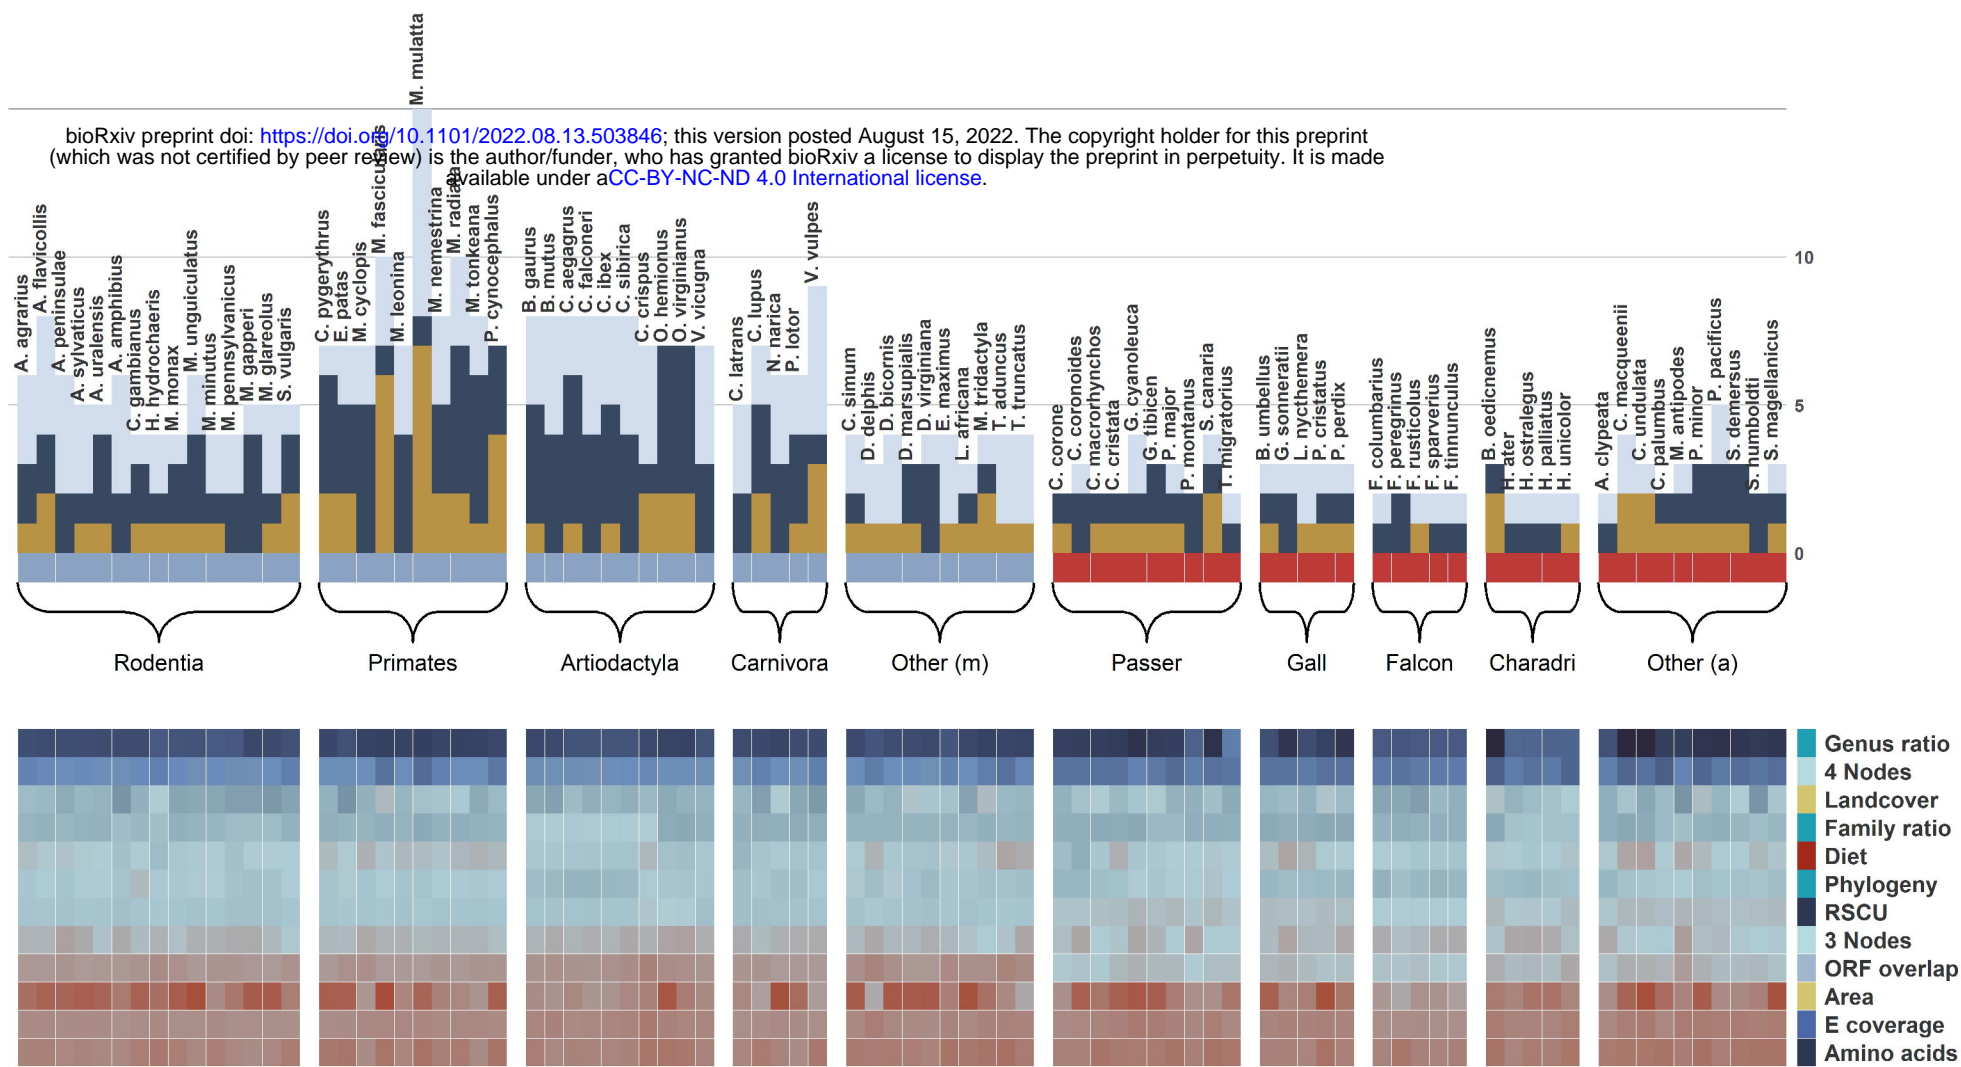 M. mulatta
bioRxiv preprint doi: https://doi.org/10.1101/2022.08.13.503846; this version posted August 15, 2022. The copyright holder for this preprint
(which was not certified by peer review) is the author/funder, who has granted bioRxiv a license to display the preprint in perpetuity. It is made
available under aCC-BY-NC-ND 4.0 International license.
A. agrarius
A. flavicollis
A. peninsulae
A. sylvaticus
A. uralensis
A. amphibius
C. gambianus
H. hydrochaeris
M. monax
M. unguiculatus
M. minutus
M. pennsylvanicus
M. gapperi
M. glareolus
S. vulgaris
C. pygerythrus
E. patas
M. cyclopis
M. fascicularis
M. leonina
M. nemestrina
M. radiata
M. tonkeana
P. cynocephalus
B. gaurus
B. mutus
C. aegagrus
C. falconeri
C. ibex
C. sibirica
C. crispus
O. hemionus
O. virginianus
V. vicugna
C. latrans
C. lupus
N. narica
P. lotor
V. vulpes
C. simum
D. delphis
D. bicornis
D. marsupialis
D. virginiana
E. maximus
L. africana
M. tridactyla
T. aduncus
T. truncatus
C. corone
C. coronoides
C. macrorhynchos
C. cristata
G. cyanoleuca
G. tibicen
P. major
P. montanus
S. canaria
T. migratorius
B. umbellus
G. sonneratii
L. nycthemera
P. cristatus
P. perdix
F. columbarius
F. peregrinus
F. rusticolus
F. sparverius
F. tinnunculus
B. oedicnemus
H. ater
H. ostralegus
H. palliatus
H. unicolor
A. clypeata
C. macqueenii
C. undulata
C. palumbus
M. antipodes
P. minor
P. pacificus
S. demersus
S. humboldti
S. magellanicus
10
5
0
Rodentia
Primates
Artiodactyla
Carnivora
Other (m)
Passer
Gall
Falcon
Charadri
Other (a)
Genus ratio
4 Nodes
Landcover
Family ratio
Diet
Phylogeny
RSCU
3 Nodes
ORF overlap
Area
E coverage
Amino acids